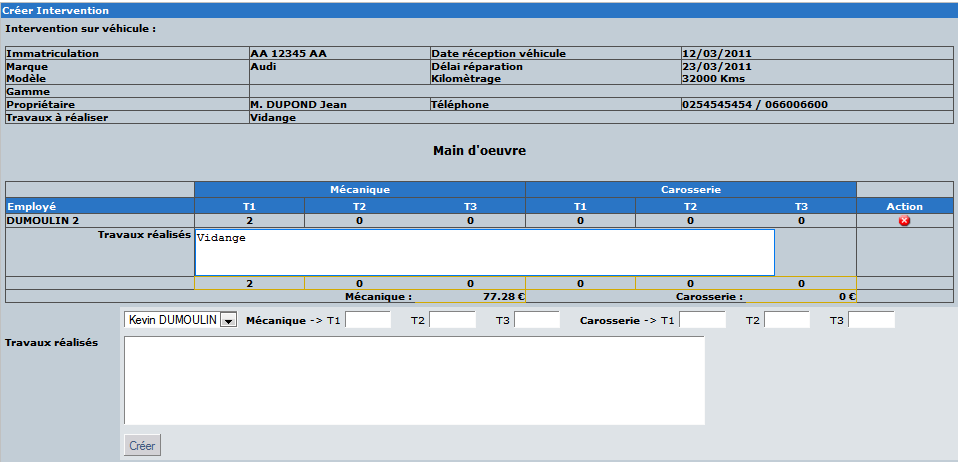 Créer Intervention
Intervention sur véhicule :
Immatriculation AA 12345 AA Date réception véhicule 12/03/2011
Marque Audi Délai réparation 23/03/2011
Modèle Kilomètrage 32000 Kms
Gamme
Propriétaire M. DUPOND Jean Téléphone 0254545454 / 066006600
Travaux à réaliser Vidange
Main d'oeuvre
Mécanique Carosserie
Employé T1 T2 T3 T1 T2 T3 Action
DUMOULIN 2 2 0 0 0 0 0
Travaux réalisés Vidange
2 0 0 0 0 0
Mécanique : 77.28 € Carosserie : 0 €
Kevin DUMOULIN Mécanique -> T1 T2 T3 Carosserie -> T1 T2 T3
Travaux réalisés
Créer